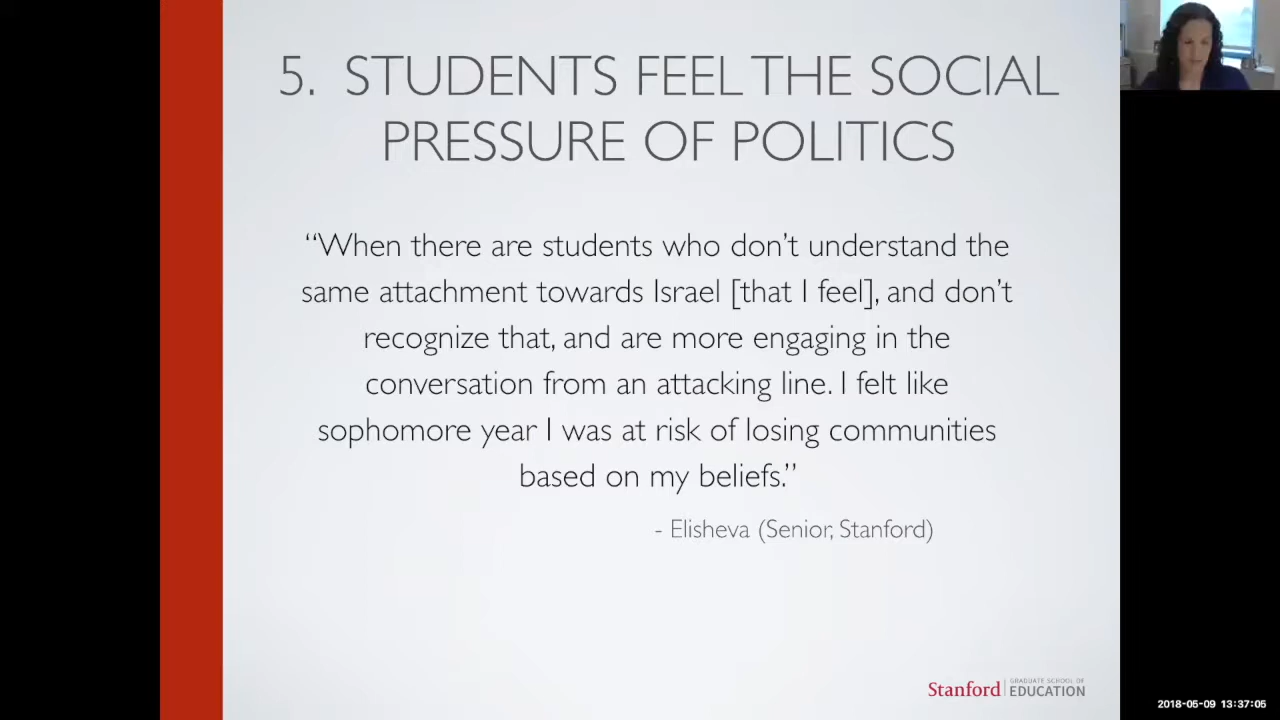 5. STUDENTS FEEL THE SOCIAL
PRESSURE OF POLITICS
“When there are students who don’t understand the
same attachment towards Israel [that I feel], and don’t
recognize that, and are more engaging in the
conversation from an attacking line. I felt like
sophomore year I was at risk of losing communities
based on my beliefs.”
- Elisheva (Senior, Stanford)
Stanford
GRADUATE SCHOOL OF
EDUCATION
2018-05-09 13:37:05